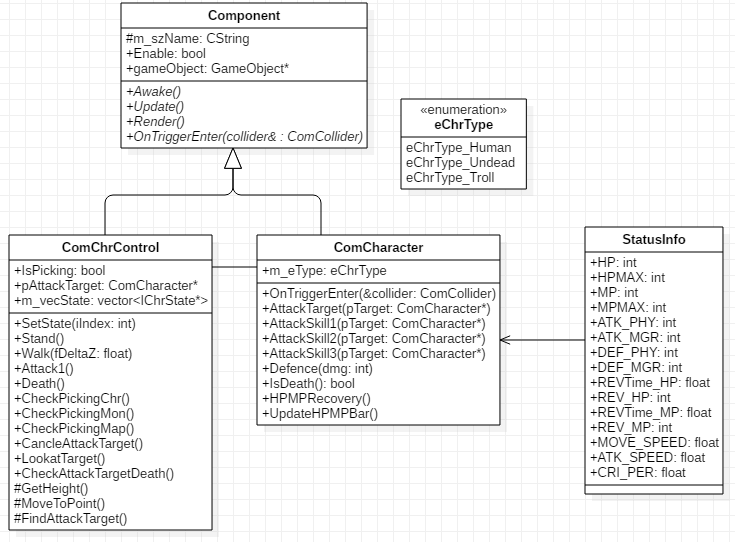 Component
#m_szName: CString
+Enable: bool
+gameObject: GameObject*
+Awake()
+Update()
+Render()
+OnTriggerEnter(collider& : ComCollider)
«enumeration»
eChrType
eChrType_Human
eChrType_Undead
eChrType_Troll
ComChrControl
+IsPicking: bool
+pAttackTarget: ComCharacter*
+m_vecState: vector<IChrState*>
+SetState(iIndex: int)
+Stand()
+Walk(fDeltaZ: float)
+Attack1()
+Death()
+CheckPickingChr()
+CheckPickingMon()
+CheckPickingMap()
+CancleAttackTarget()
+LookatTarget()
+CheckAttackTargetDeath()
#GetHeight()
#MoveToPoint()
#FindAttackTarget()
ComCharacter
+m_eType: eChrType
+OnTriggerEnter(&collider: ComCollider)
+AttackTarget(pTarget: ComCharacter*)
+AttackSkill1(pTarget: ComCharacter*)
+AttackSkill2(pTarget: ComCharacter*)
+AttackSkill3(pTarget: ComCharacter*)
+Defence(dmg: int)
+IsDeath(): bool
+HPMPRecovery()
+UpdateHPMPBar()
StatusInfo
+HP: int
+HPMAX: int
+MP: int
+MPMAX: int
+ATK_PHY: int
+ATK_MGR: int
+DEF_PHY: int
+DEF_MGR: int
+REVTime_HP: float
+REV_HP: int
+REVTime_MP: float
+REV_MP: int
+MOVE_SPEED: float
+ATK_SPEED: float
+CRI_PER: float